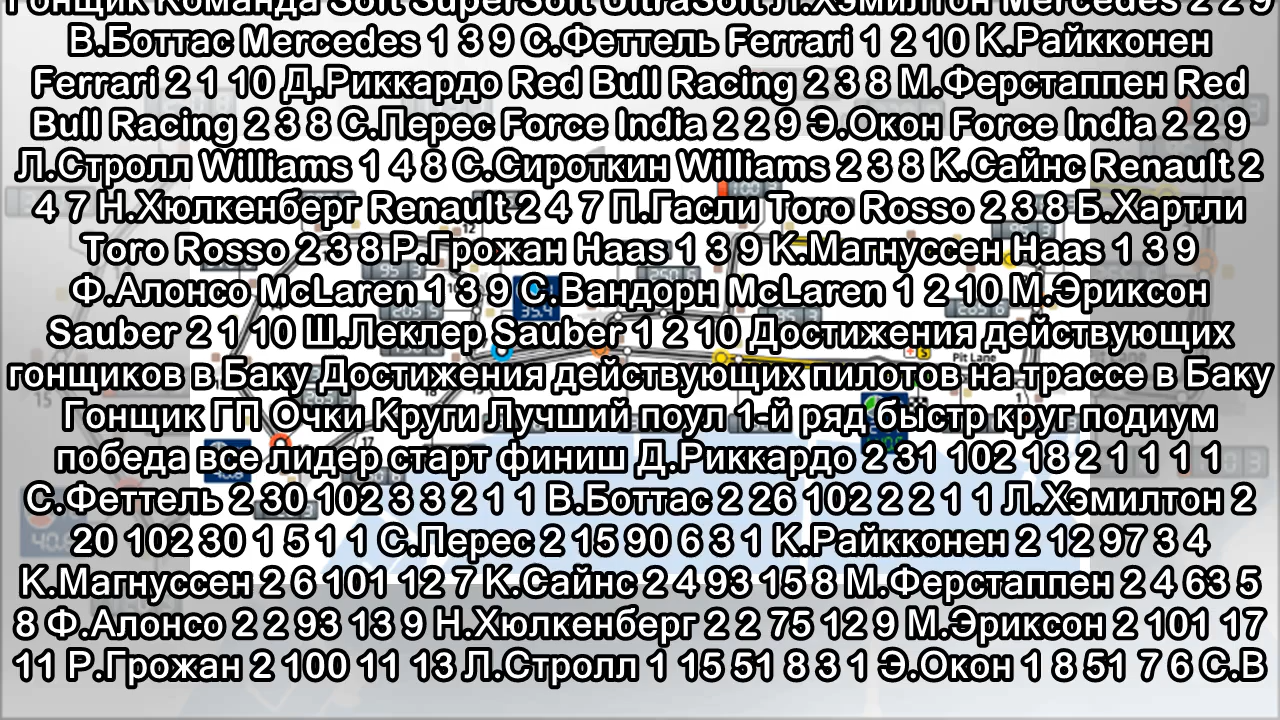 Гонщик Команда Soft SuperSoft UltraSoft Л.Хэмилтон Mercedes 2 2 9
В.Боттас Mercedes 1 3 9 С.Феттель Ferrari 1 2 10 К.Райкконен
Ferrari 2 1 10 Д.Риккардо Red Bull Racing 2 3 8 М.Ферстаппен Red
Bull Racing 2 3 8 С.Перес Force India 2 2 9 Э.Окон Force India 2 2 9
Л.Стролл Williams 1 4 8 С.Сироткин Williams 2 3 8 К.Сайнс Renault 2
4 7 Н.Хюлкенберг Renault 2 4 7 П.Гасли Toro Rosso 2 3 8 Б.Хартли
Toro Rosso 2 3 8 Р.Грожан Haas 1 3 9 К.Магнуссен Haas 1 3 9
Ф.Алонсо McLaren 1 3 9 С.Вандорн McLaren 1 2 10 М.Эриксон
Sauber 2 1 10 Ш.Леклер Sauber 1 2 10 Достижения действующих
гонщиков в Баку Достижения действующих пилотов на трассе в Баку
Гонщик ГП Очки Круги Лучший поул 1-й ряд быстр круг подиум
победа все лидер старт финиш Д.Риккардо 2 31 102 18 2 1 1 1 1
С.Феттель 2 30 102 3 3 2 1 1 В.Боттас 2 26 102 2 2 1 1 Л.Хэмилтон 2
20 102 30 1 5 1 1 С.Перес 2 15 90 6 3 1 К.Райкконен 2 12 97 3 4
К.Магнуссен 2 6 101 12 7 К.Сайнс 2 4 93 15 8 М.Ферстаппен 2 4 63 5
8 Ф.Алонсо 2 2 93 13 9 Н.Хюлкенберг 2 2 75 12 9 М.Эриксон 2 101 17
11 Р.Грожан 2 100 11 13 Л.Стролл 1 15 51 8 3 1 Э.Окон 1 8 51 7 6 С.В
Pit Lane